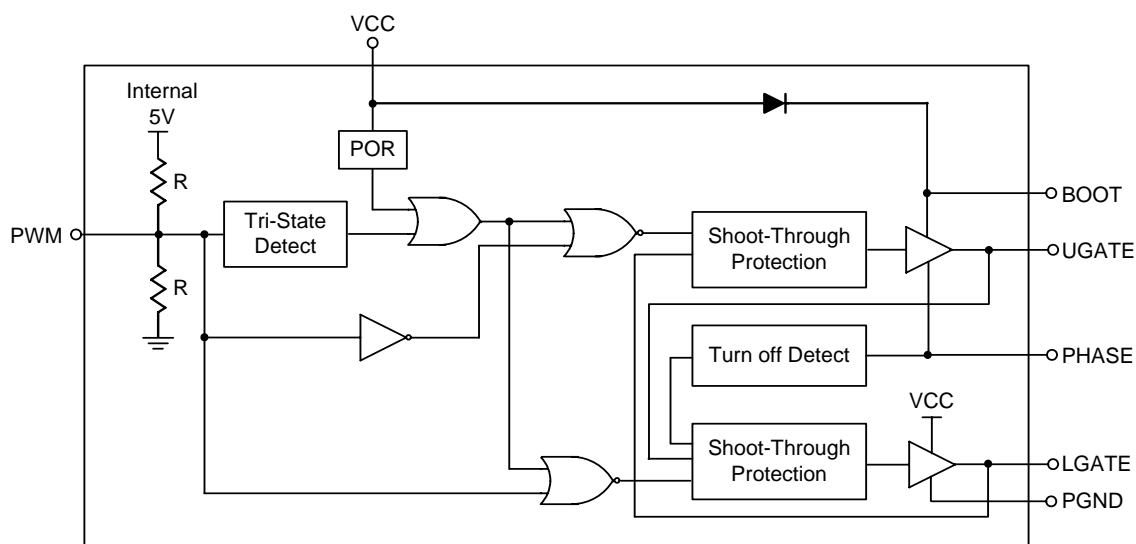 VCC
Internal
5V
POR
R
BOOT
Tri-State
Detect
PWM
Shoot-Through
Protection
UGATE
R
Turn off Detect
PHASE
VCC
Shoot-Through
Protection
LGATE
PGND